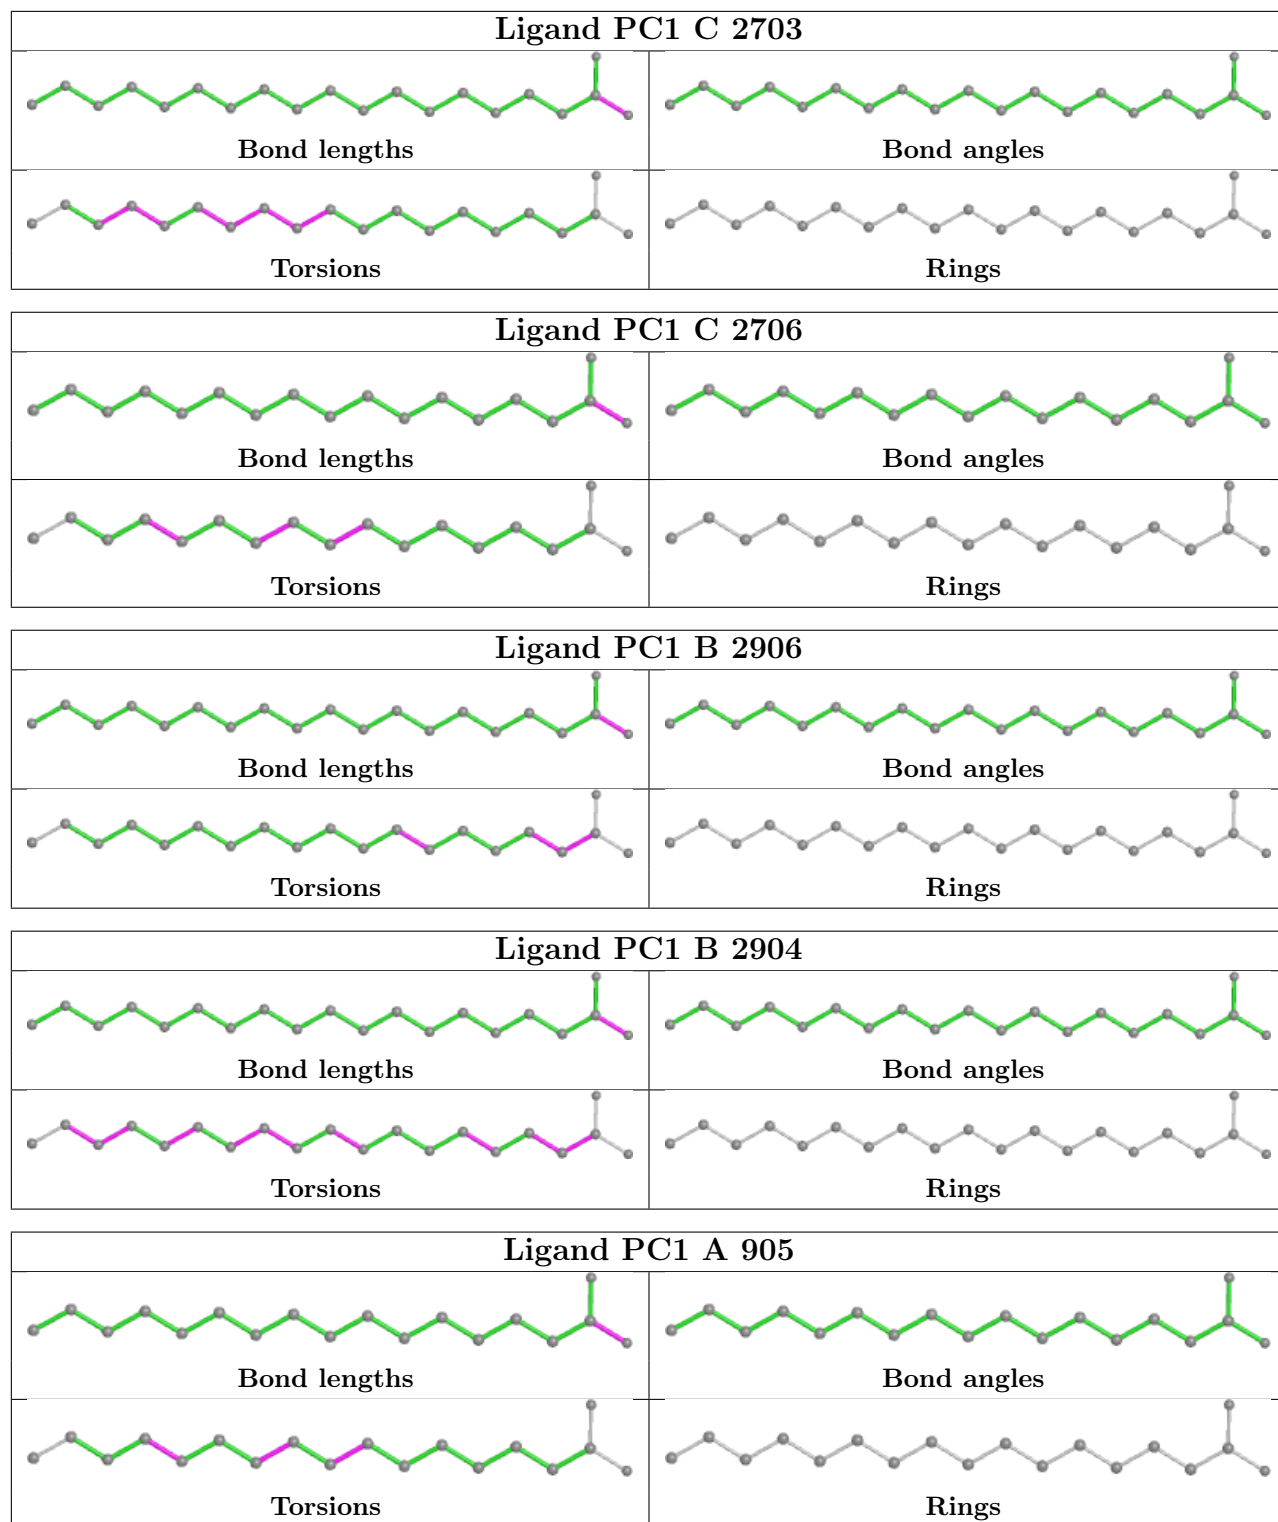 Ligand PC1 C 2703
Bond lengths
Bond angles
Torsions
Rings
Ligand PC1 C 2706
Bond lengths
Bond angles
Torsions
Rings
Ligand PC1 B 2906
Bond lengths
Bond angles
Torsions
Rings
Ligand PC1 B 2904
Bond lengths
Bond angles
Torsions
Rings
Ligand PC1 A 905
Bond lengths
Bond angles
Torsions
Rings